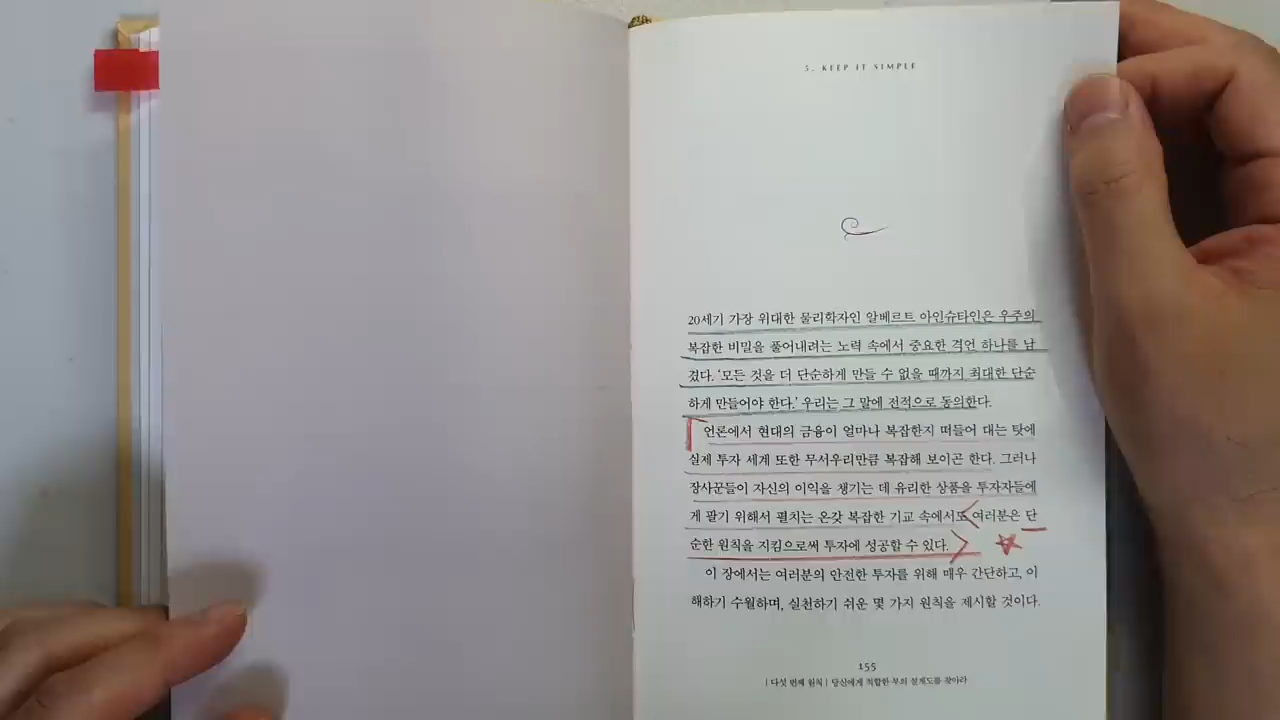 5. KEEP IT SIMPLE
20세기 가장 위대한 물리학자인 알베르트 아인슈타인은 우주의
복잡한 비밀을 풀어내려는 노력 속에서 중요한 격언 하나를 남
겼다. '모든 것을 더 단순하게 만들 수 없을 때까지 최대한 단순
하게 만들어야 한다.' 우리는 그 말에 전적으로 동의한다.
언론에서 현대의 금융이 얼마나 복잡한지 떠들어 대는 탓에
실제 투자 세계 또한 무서우리만큼 복잡해 보이곤 한다. 그러나
장사꾼들이 자신의 이익을 챙기는 데 유리한 상품을 투자자들에
게 팔기 위해서 펼치는 온갖 복잡한 기교 속에서도 여러분은 단
순한 원칙을 지킴으로써 투자에 성공할 수 있다.
이 장에서는 여러분의 안전한 투자를 위해 매우 간단하고, 이
해하기 수월하며, 실천하기 쉬운 몇 가지 원칙을 제시할 것이다.
155
| 다섯 번째 원칙 | 당신에게 적합한 부의 설계도를 찾아라